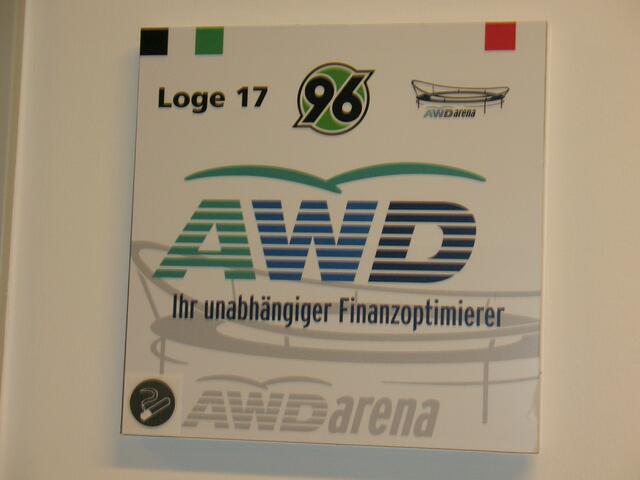 Loge 17
96
AWDarena
AWD
Ihr unabhängiger Finanzoptimierer
AWDarena